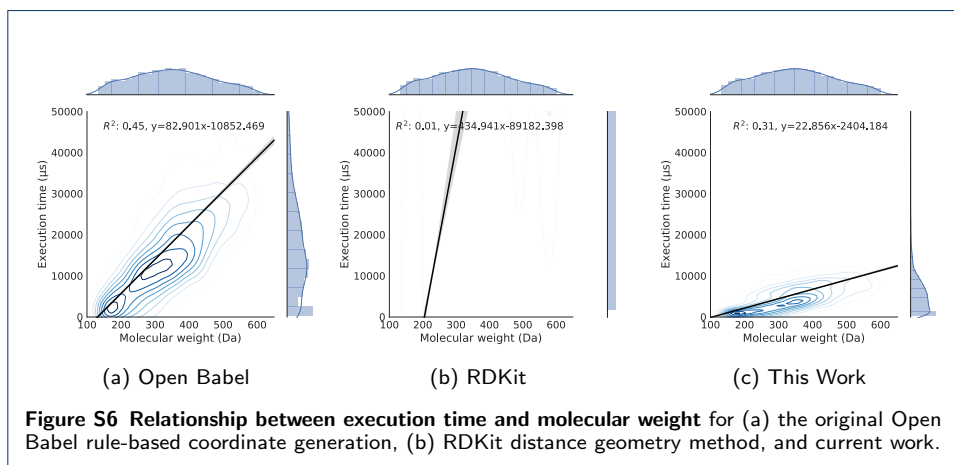 50000
40000
30000
20000
10000
0
Execution time (µs)
R²: 0.45, y=82.901x-10852.469
100 200 300 400 500 600
Molecular weight (Da)
(a) Open Babel
50000
40000
30000
20000
10000
0
Execution time (µs)
R²: 0.01, y=434.941x-89182.398
100 200 300 400 500 600
Molecular weight (Da)
(b) RDKit
50000
40000
30000
20000
10000
0
Execution time (µs)
R²: 0.31, y=22.856x-2404.184
100 200 300 400 500 600
Molecular weight (Da)
(c) This Work
Figure S6 Relationship between execution time and molecular weight for (a) the original Open
Babel rule-based coordinate generation, (b) RDKit distance geometry method, and current work.